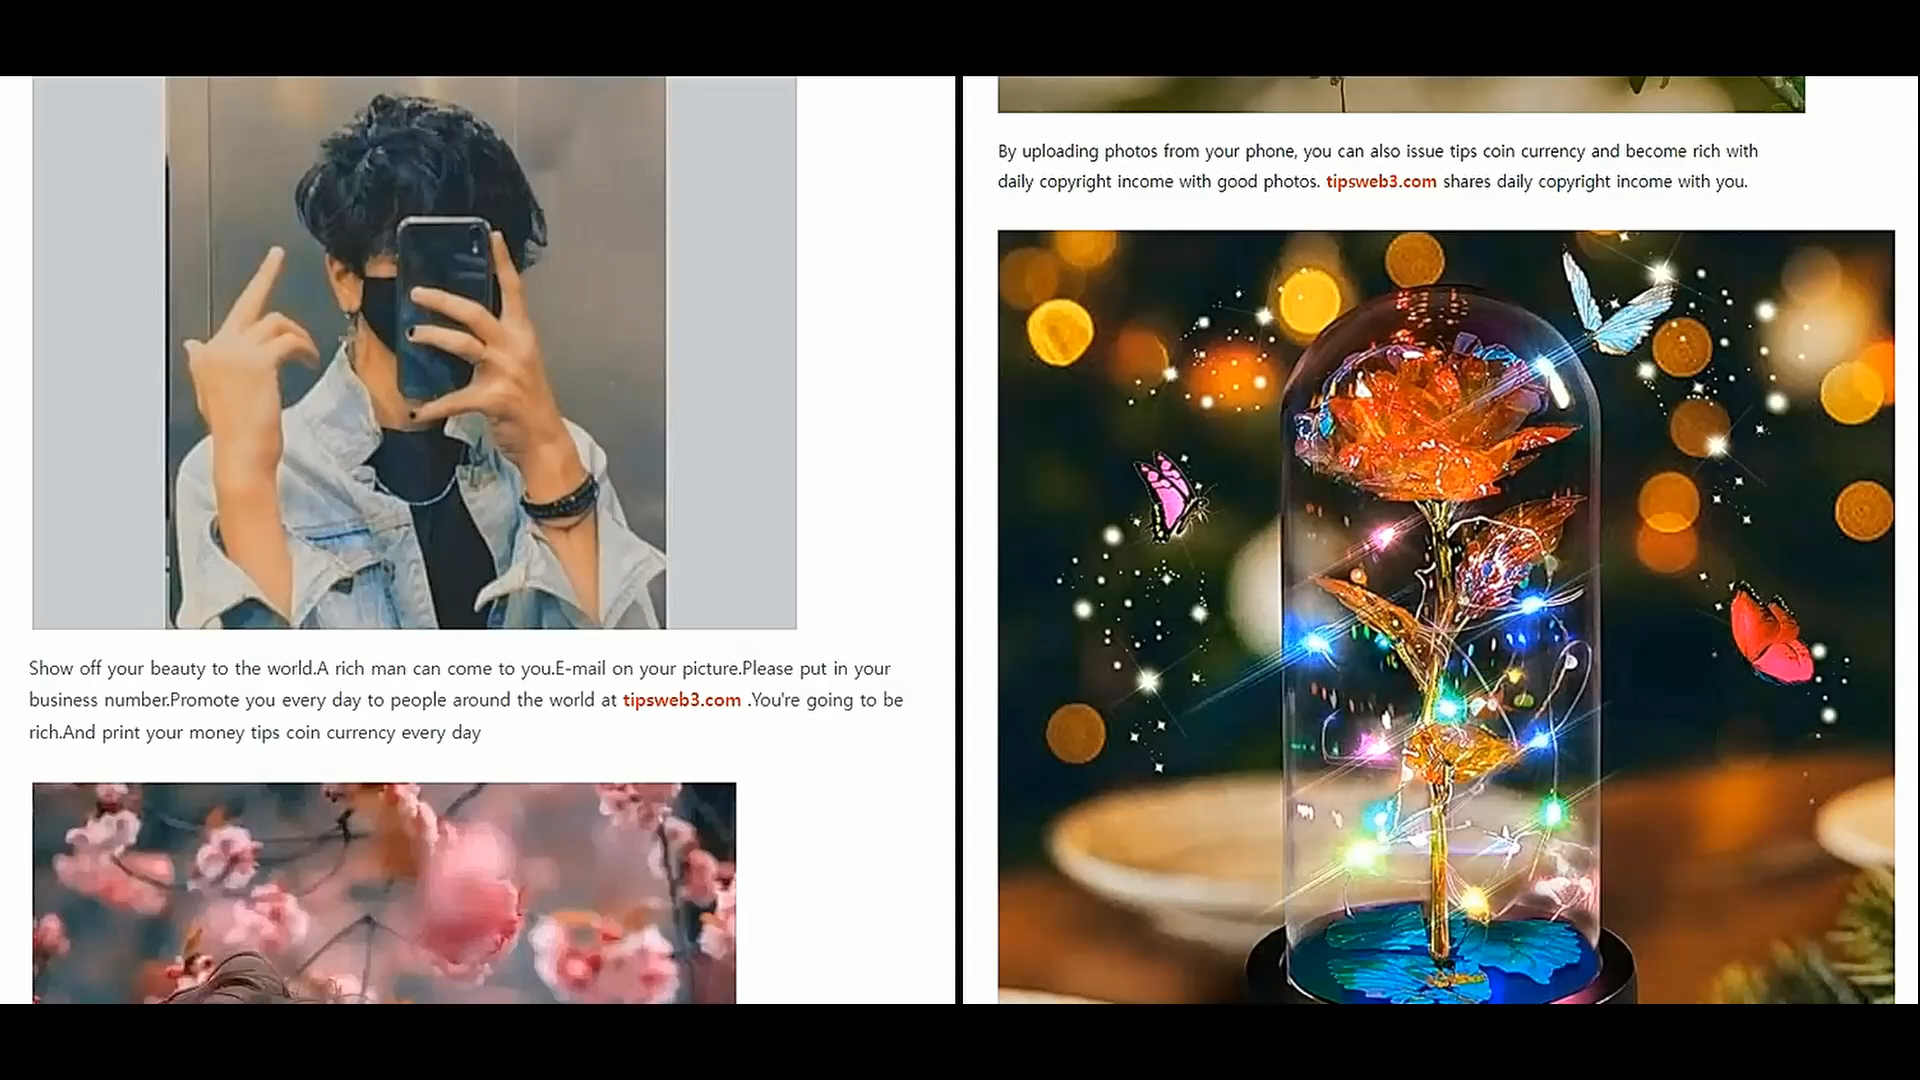 Show off your beauty to the world.A rich man can come to you.E-mail on your picture.Please put in your
business number.Promote you every day to people around the world at tipsweb3.com .You're going to be
rich.And print your money tips coin currency every day
By uploading photos from your phone, you can also issue tips coin currency and become rich with
daily copyright income with good photos. tipsweb3.com shares daily copyright income with you.